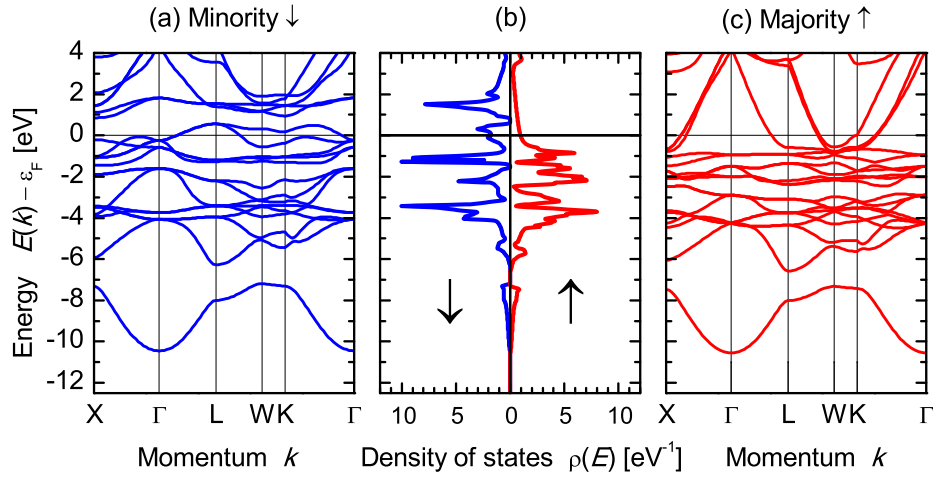 (a) Minority ↓
(b)
(c) Majority ↑
Energy E(k) – ε_F [eV]
4
2
0
-2
-4
-6
-8
-10
-12
X Γ L W K Γ
10 5 0 5 10
X Γ L W K Γ
Momentum k
Density of states ρ(E) [eV⁻¹]
Momentum k